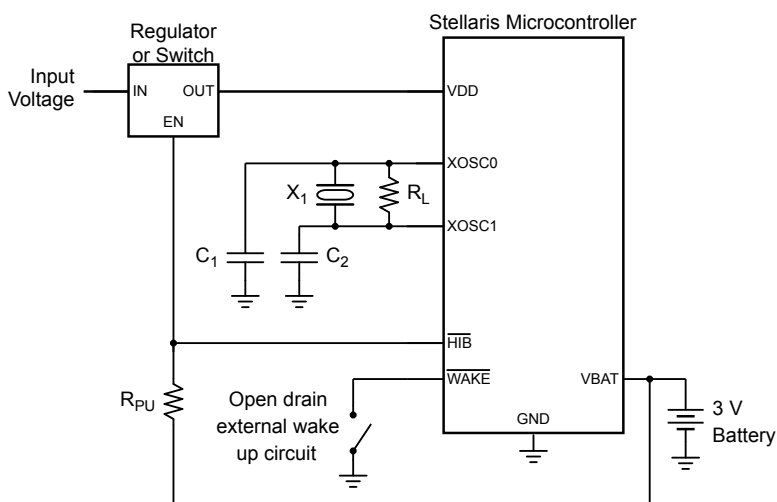 Stellaris Microcontroller
Regulator
or Switch
Input
Voltage
IN
OUT
EN
VDD
XOSC0
X1
RL
XOSC1
C1
C2
HIB
WAKE
VBAT
RPU
Open drain
external wake
up circuit
GND
3 V
Battery